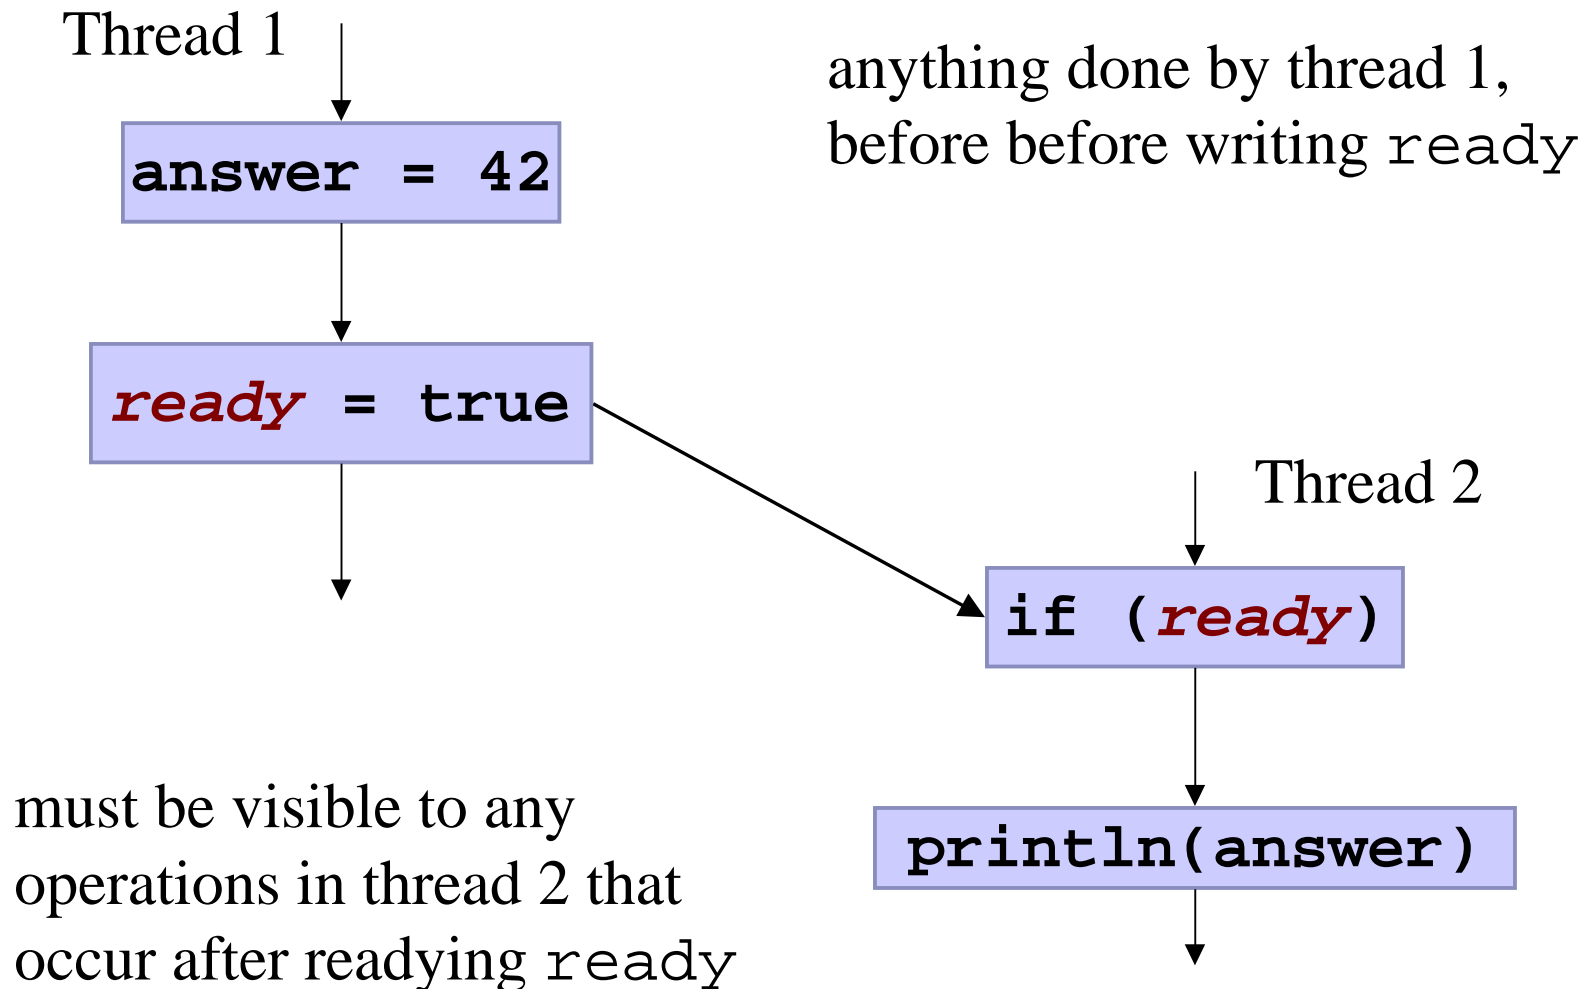 Thread 1
anything done by thread 1,
before before writing ready
answer = 42
ready = true
Thread 2
if (ready)
println(answer)
must be visible to any
operations in thread 2 that
occur after readying ready